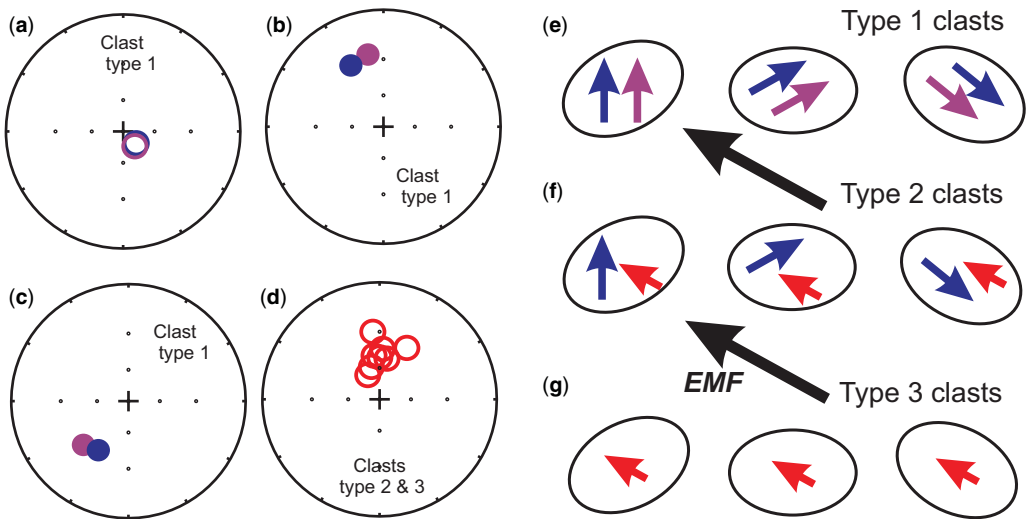 (a)
Clast
type 1
(b)
Clast
type 1
(c)
Clast
type 1
(d)
Clasts
type 2 & 3
(e)
Type 1 clasts
(f)
Type 2 clasts
EMF
(g)
Type 3 clasts